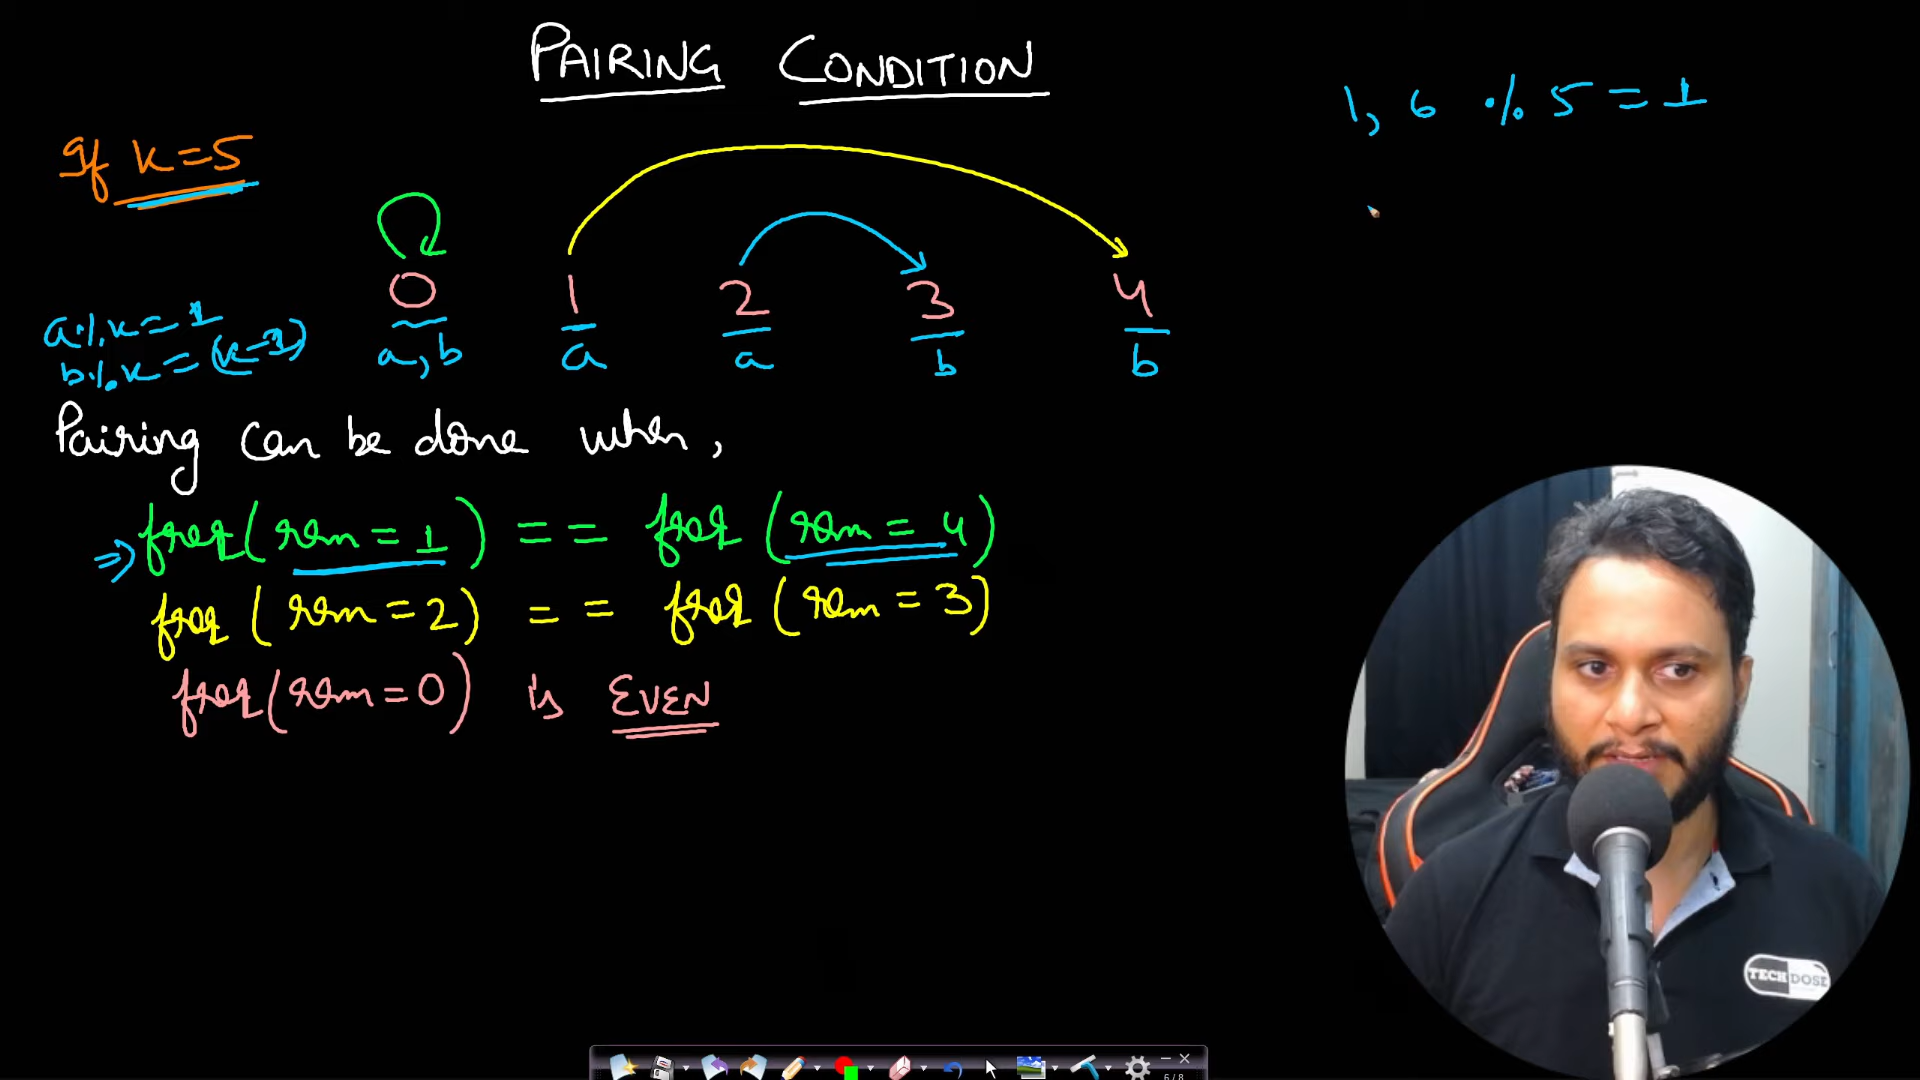 PAIRING CONDITION
1, 6 % 5 = 1
If k=5
0 1 2 3 4
a%k = 1
a,b a a b b
b%k = (k-1)
Pairing can be done when,
=> freq(rem = 1) == freq (rem = 4)
freq (rem = 2) == freq (rem = 3)
freq(rem = 0) is EVEN
TECH DOSE
6/8